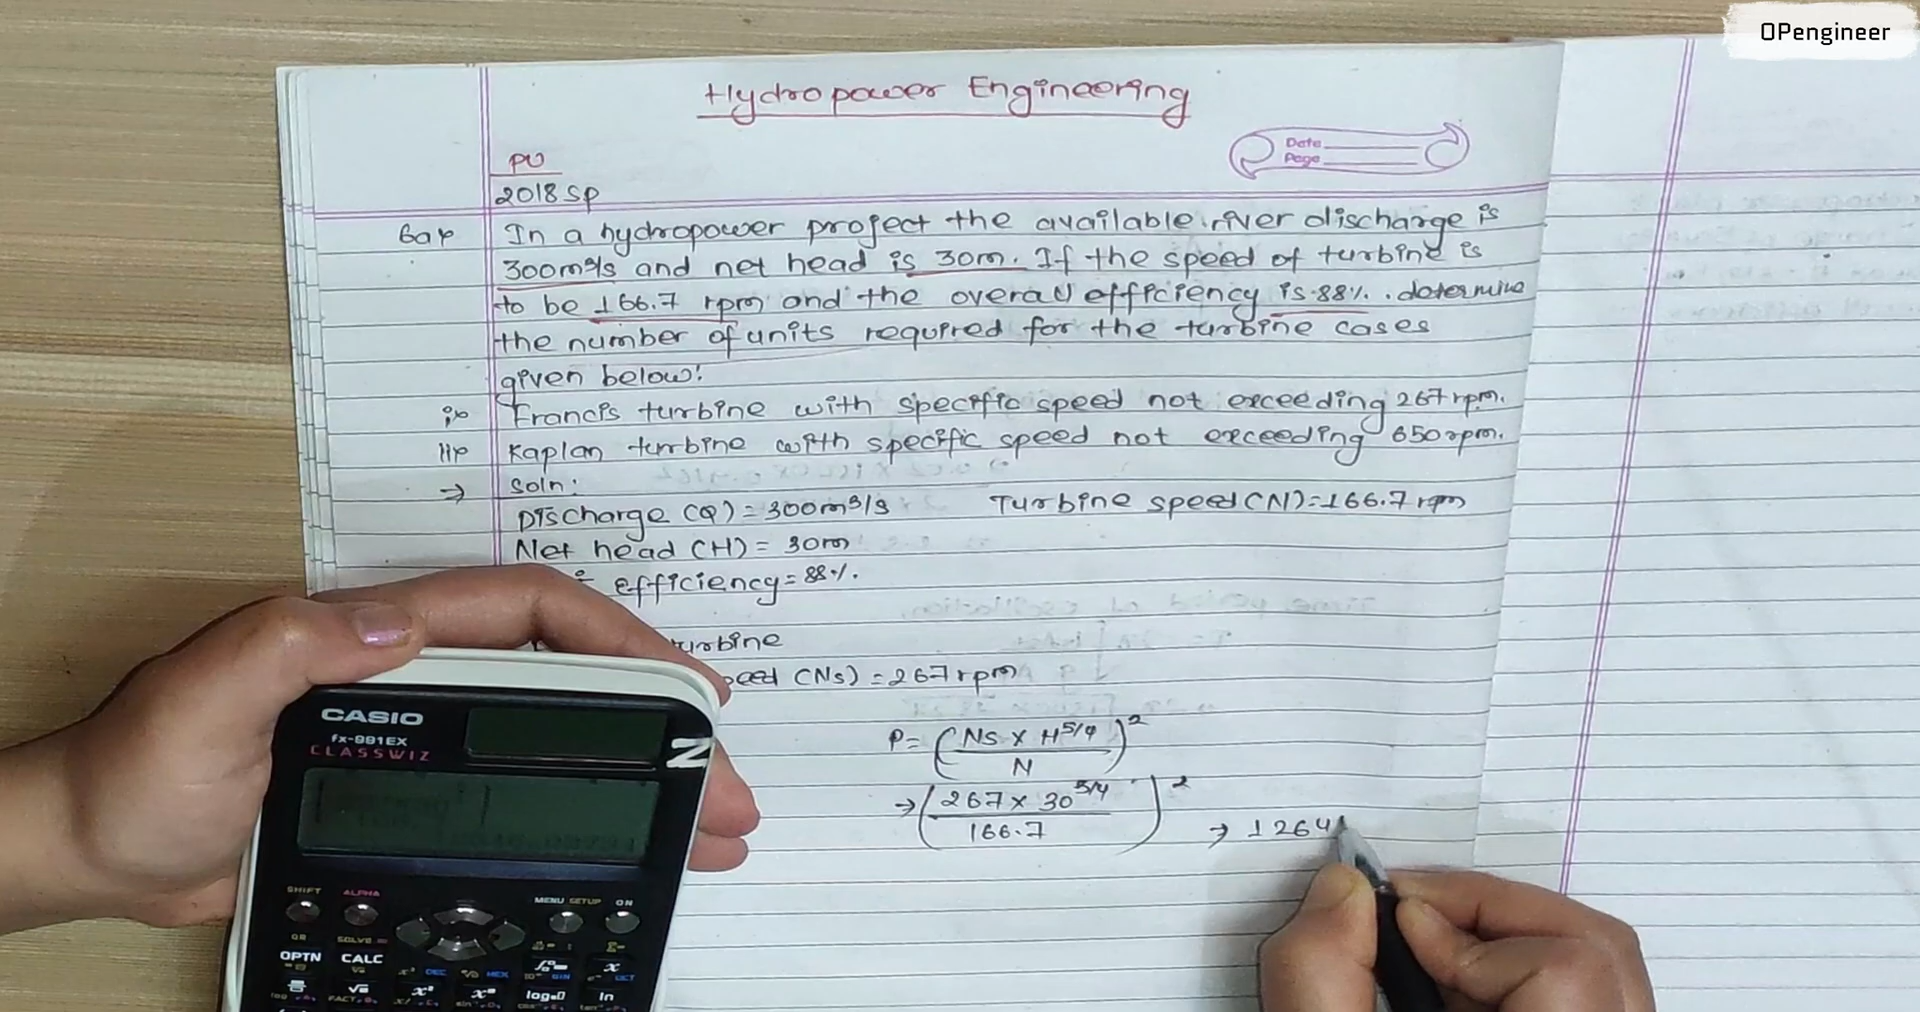 OPengineer
Hydropower Engineering
Date
Page
PU
2018 sp
6a) In a hydropower project the available river discharge is
300m³/s and net head is 30m. If the speed of turbine is
to be 166.7 rpm and the overall efficiency is 88%. determine
the number of units required for the turbine cases
given below:
i) Francis turbine with specific speed not exceeding 267 rpm.
ii) Kaplan turbine with specific speed not exceeding 650 rpm.
→ Soln:
Discharge (Q) = 300m³/s Turbine speed (N) = 166.7 rpm
Net head (H) = 30m
efficiency = 88%.
turbine
peed (Ns) = 267 rpm
P = (Ns × H^5/4 / N)²
→ (267 × 30^5/4 / 166.7)² → 1264
CASIO
fx-991EX
CLASSWIZ
SHIFT ALPHA MENU SETUP ON
QR SOLVE =
OPTN CALC x
log ln